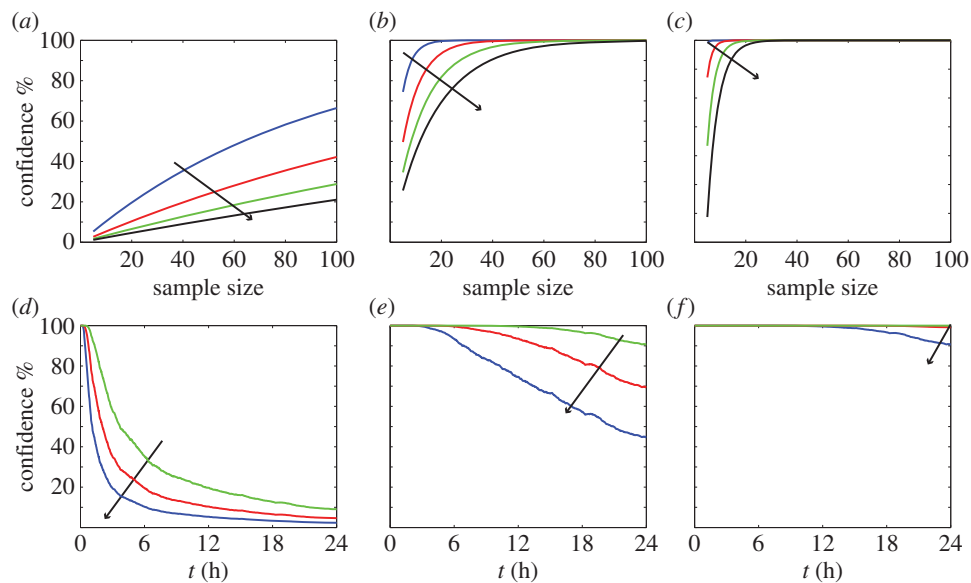 (a) (b) (c)
confidence %
100
80
60
40
20
0
20 40 60 80 100
20 40 60 80 100
20 40 60 80 100
sample size sample size sample size
(d) (e) (f)
confidence %
100
80
60
40
20
0 6 12 18 24
0 6 12 18 24
0 6 12 18 24
t (h) t (h) t (h)